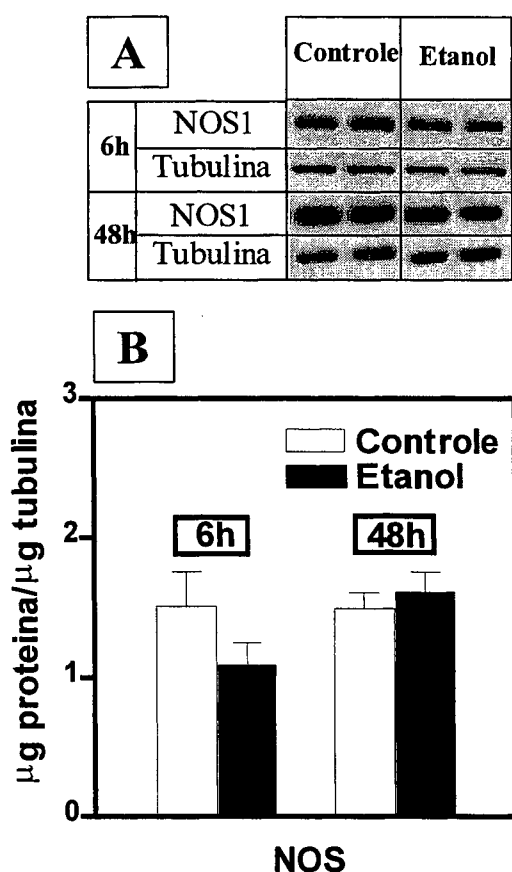 A
Controle Etanol
6h NOS1
Tubulina
48h NOS1
Tubulina
B
µg proteina/µg tubulina
3
2
1
0
Controle
Etanol
6h 48h
NOS